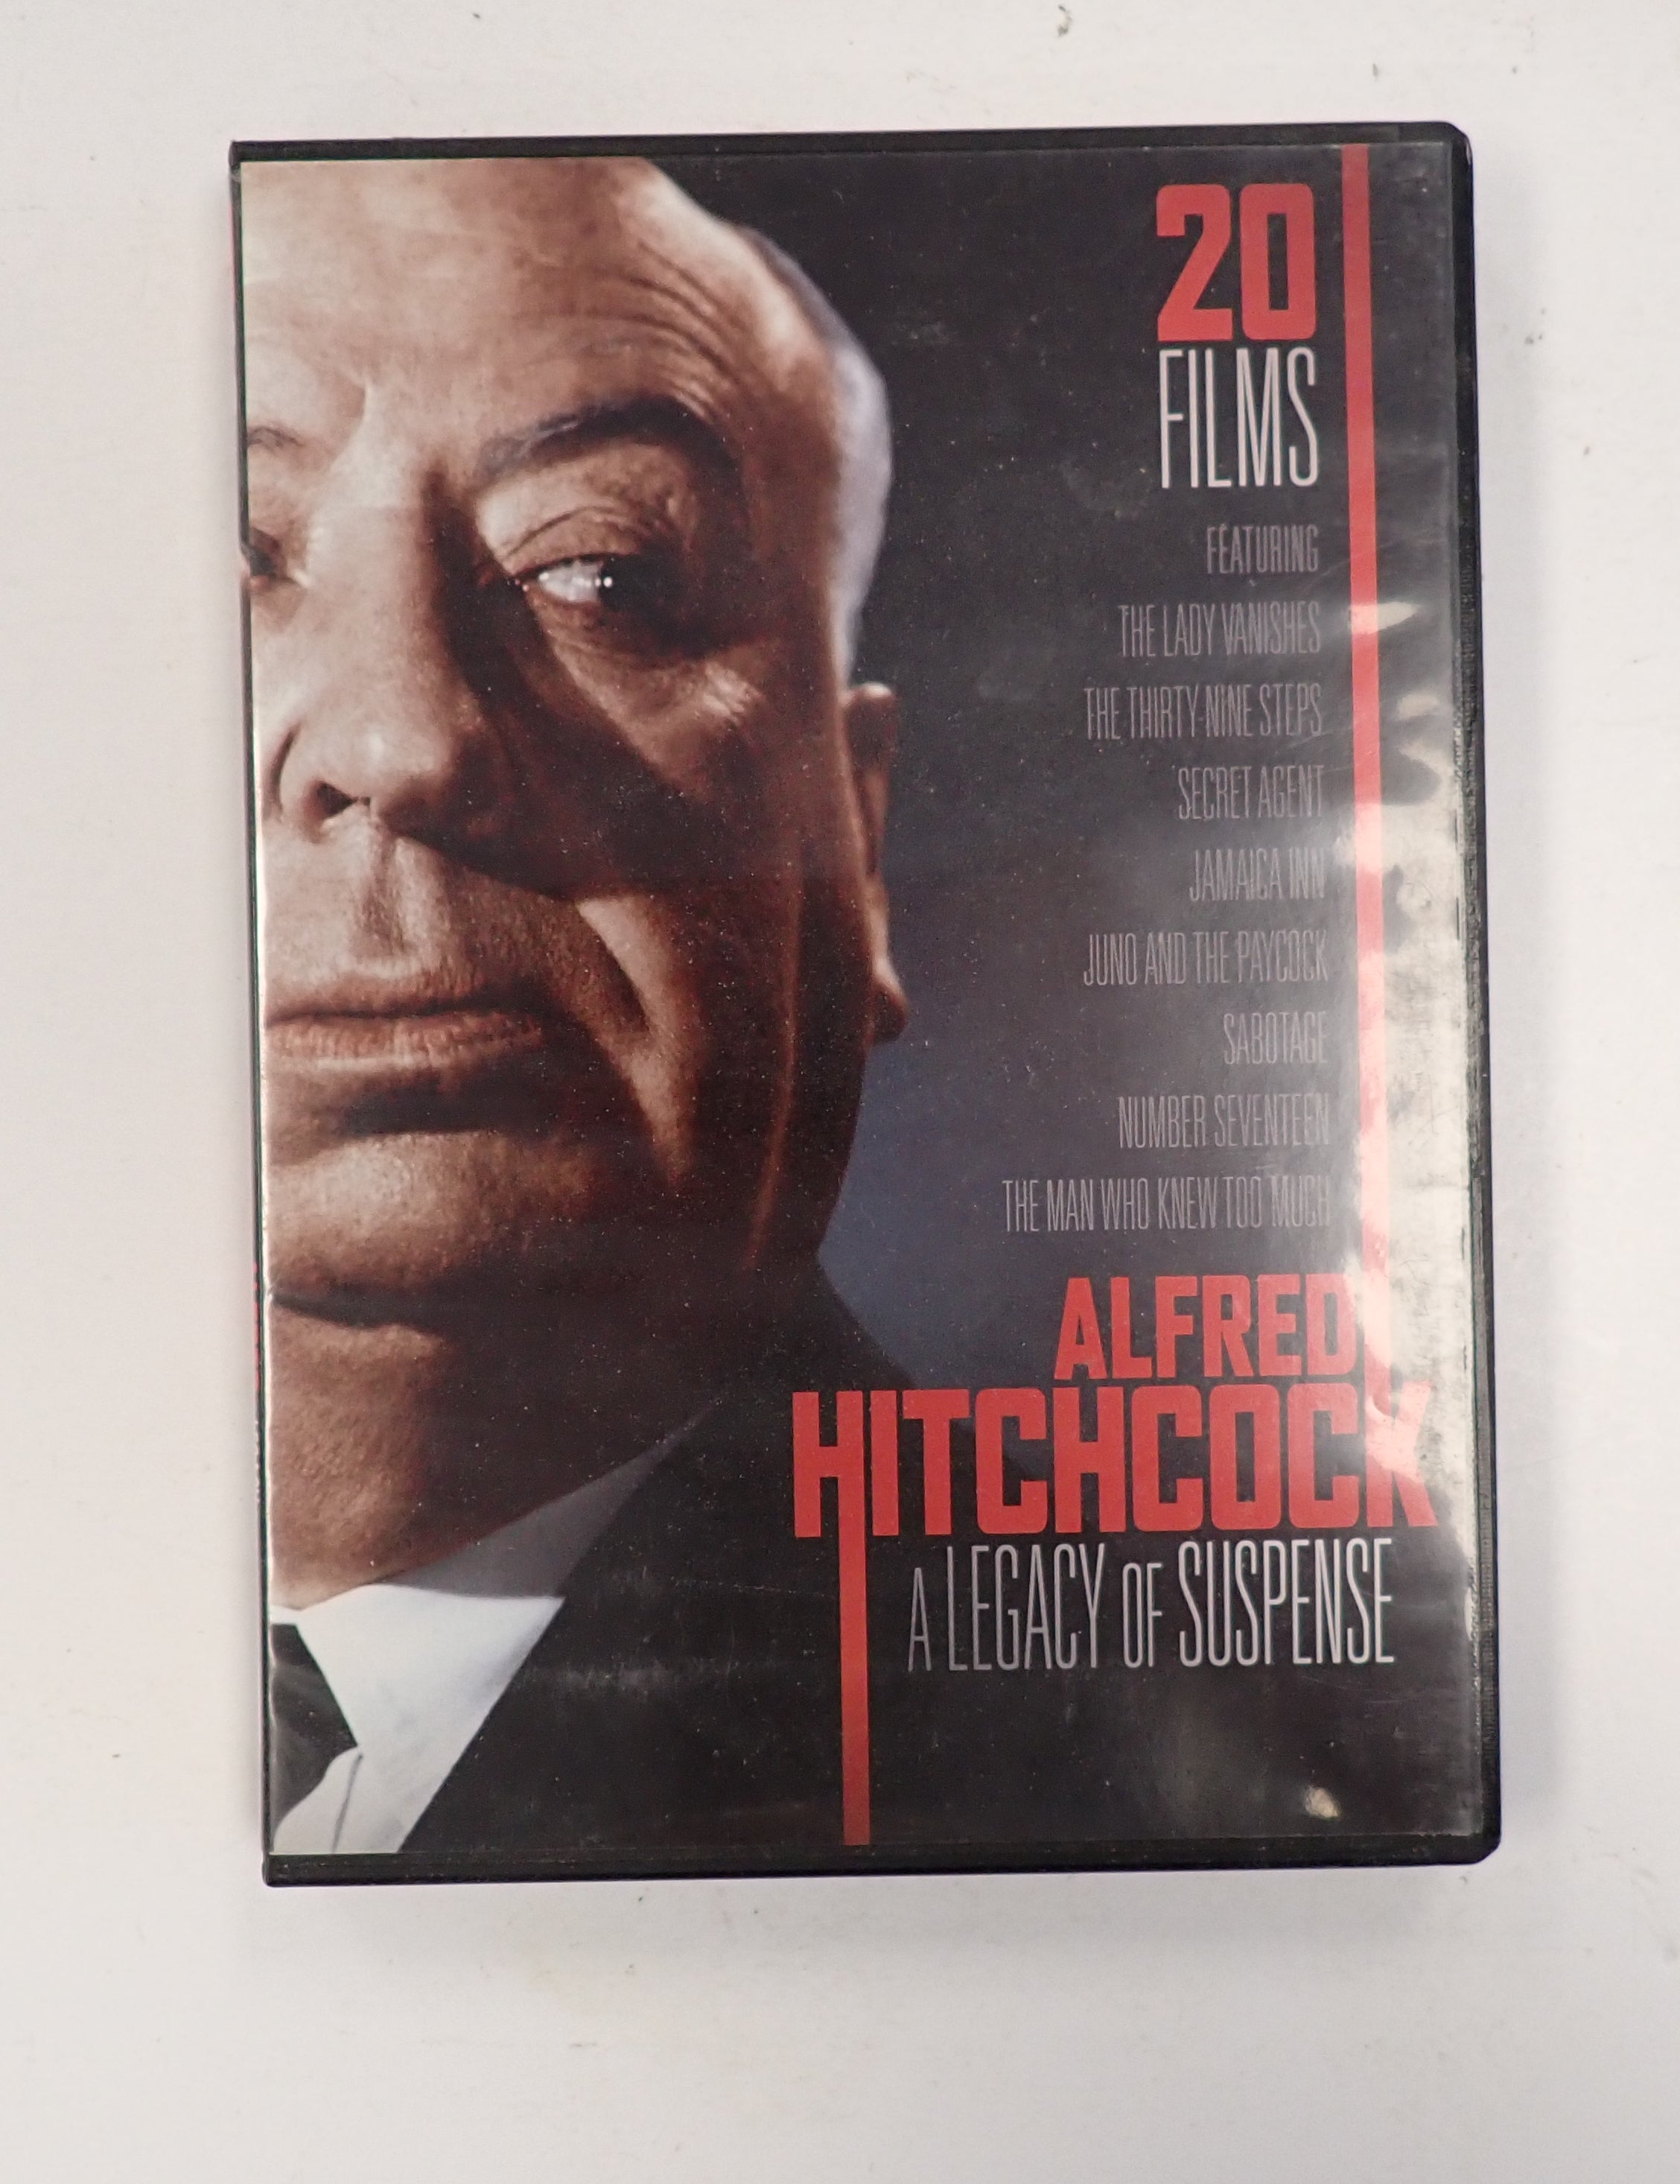 20
FILMS
FEATURING
THE LADY VANISHES
THE THIRTY-NINE STEPS
SECRET AGENT
JAMAICA INN
JUNO AND THE PAYCOCK
SABOTAGE
NUMBER SEVENTEEN
THE MAN WHO KNEW TOO MUCH
ALFRED
HITCHCOCK
A LEGACY OF SUSPENSE